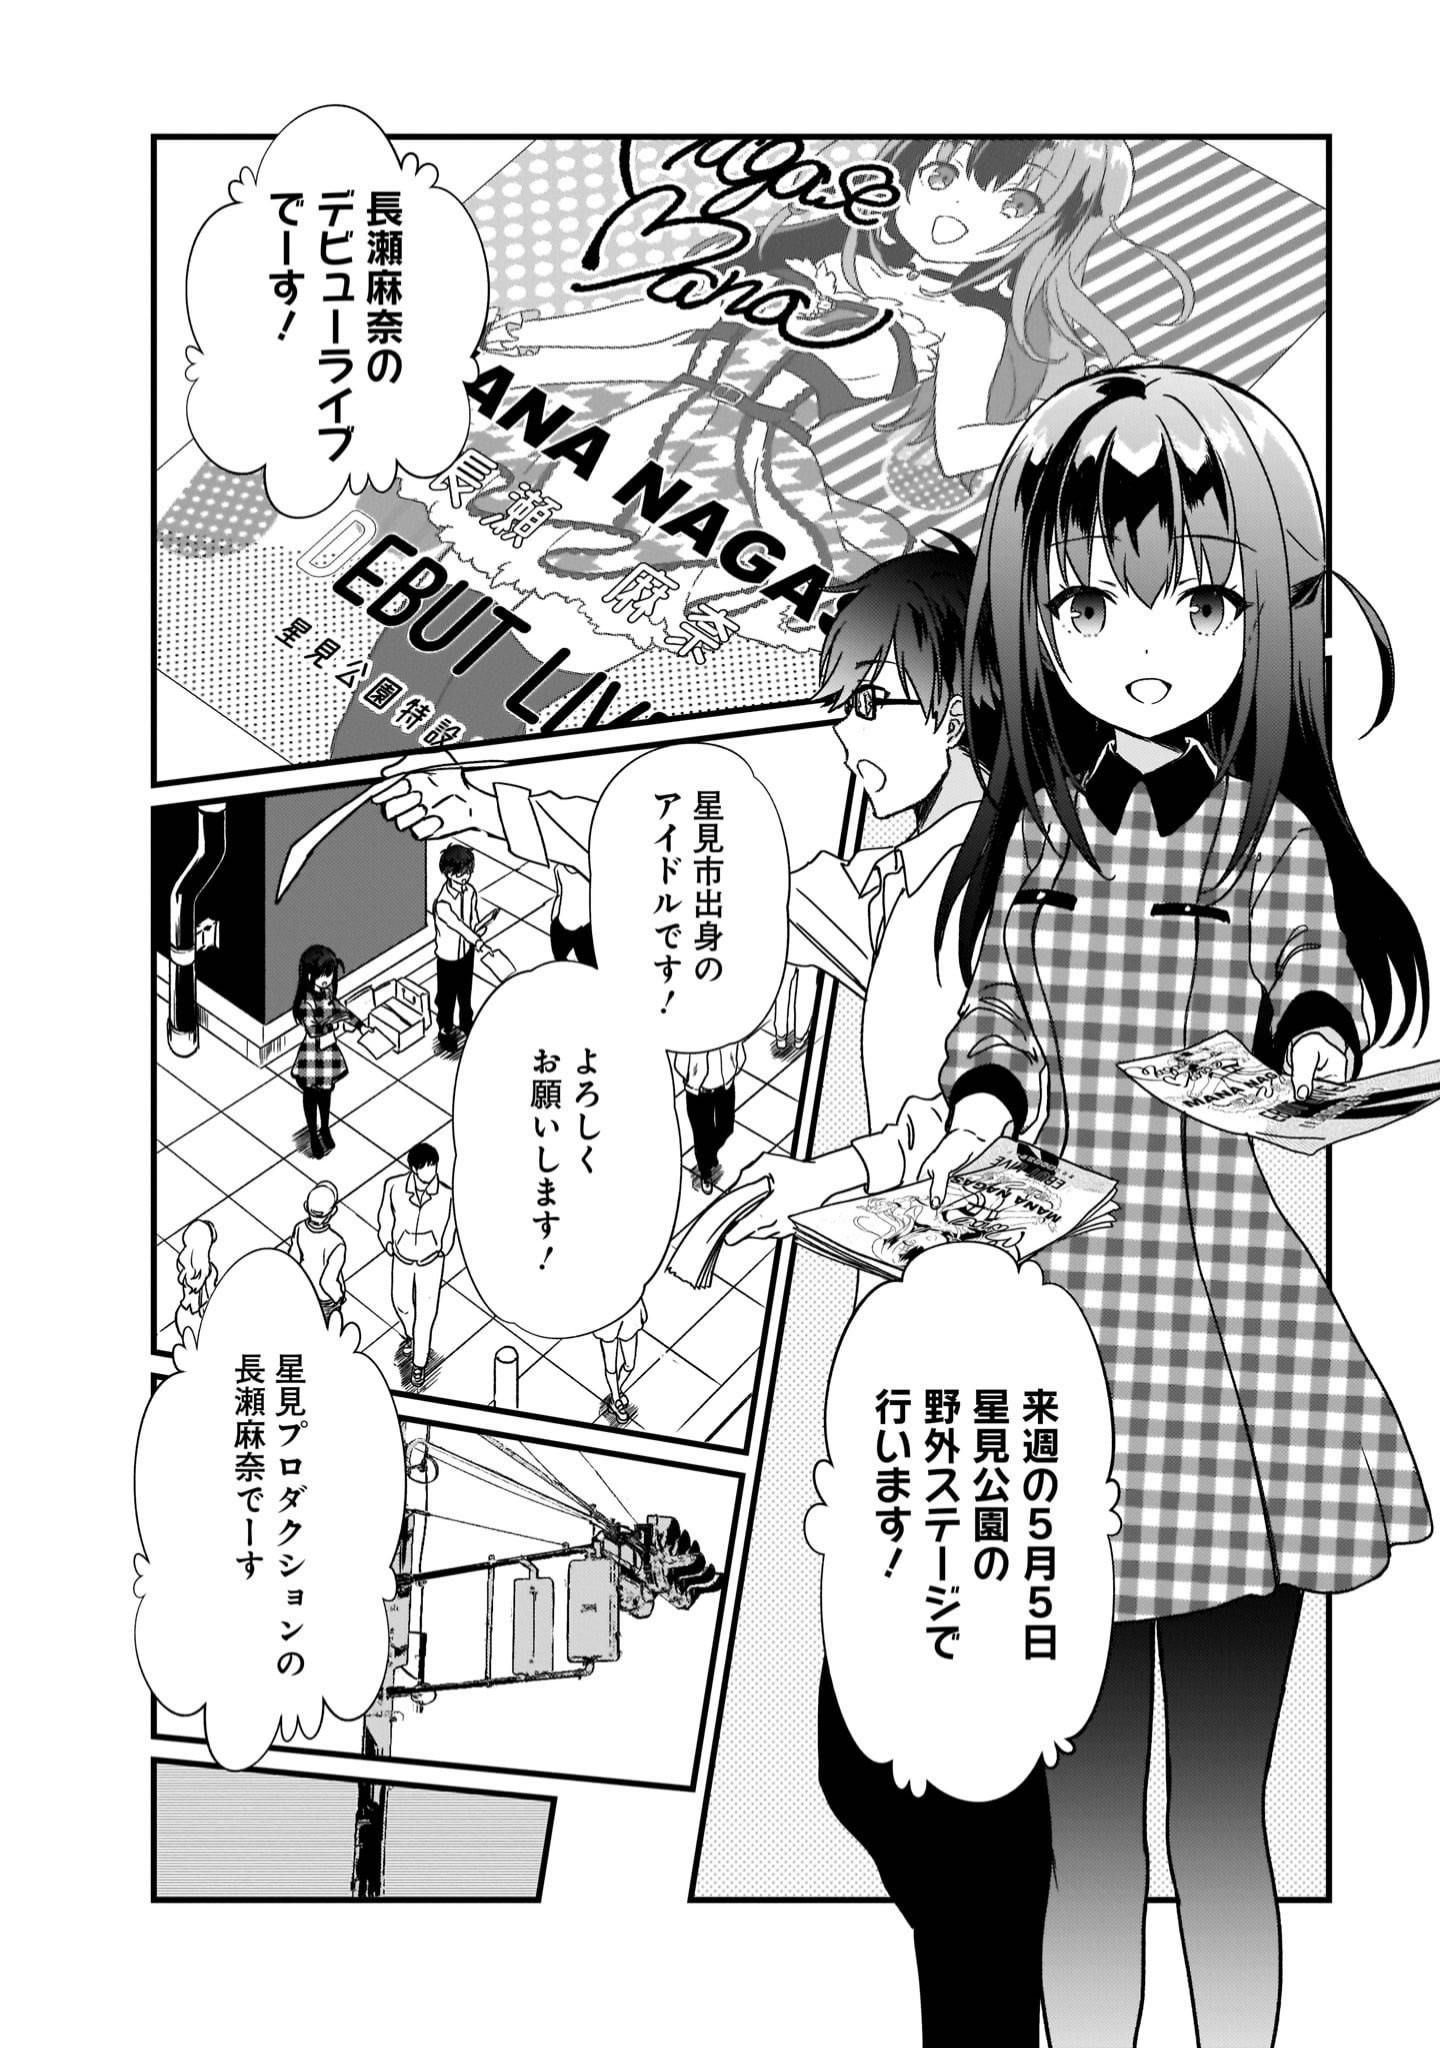 長瀬麻奈の
デビューライブ
でーす!
Nagase
Mana
MANA NAGAS
長瀬 麻奈
DEBUT LIV
星見公園特設
来週の5月5日
星見公園の
野外ステージで
行います!
MANA NAGA
MANA NAGAS
星見市出身の
アイドルです!
よろしく
お願いします!
星見プロダクションの
長瀬麻奈でーす